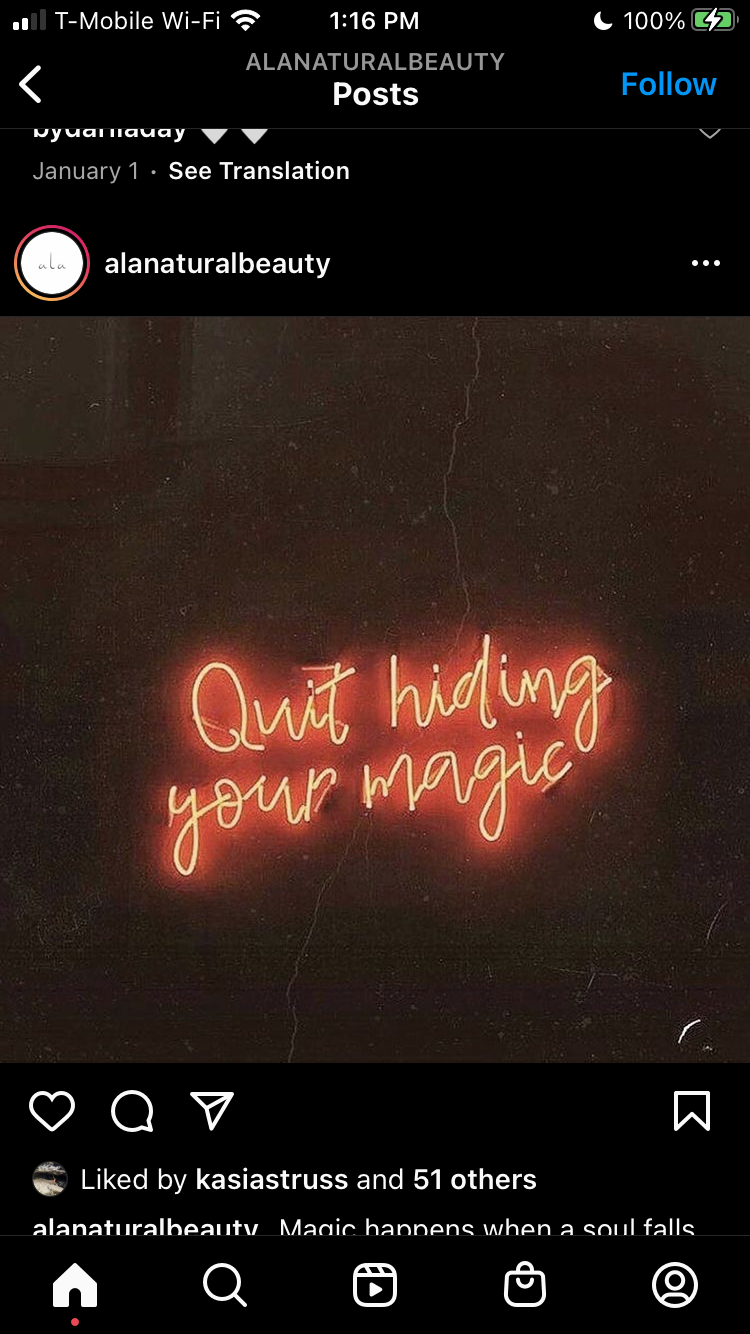 T-Mobile Wi-Fi 1:16 PM 100%
ALANATURALBEAUTY
Posts
Follow
bydariaday
January 1 · See Translation
ala
alanaturalbeauty
Quit hiding
your magic
Liked by kasiastruss and 51 others
alanaturalbeauty Magic happens when a soul falls